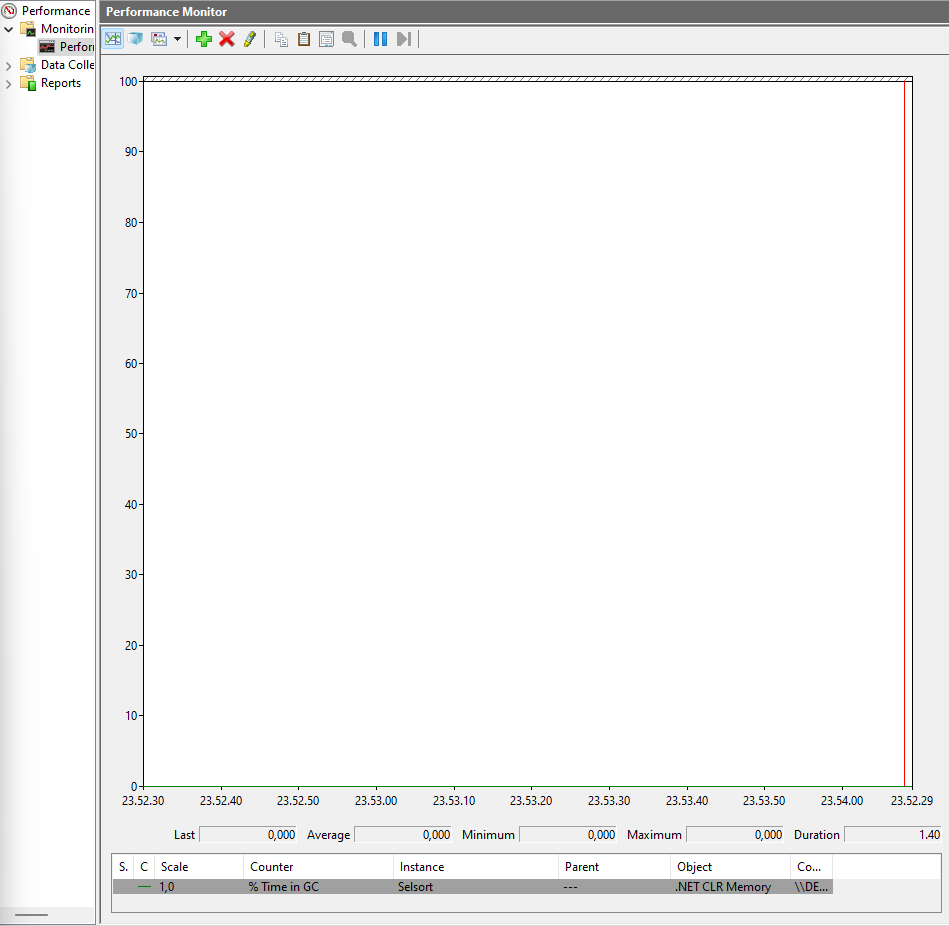 Performance
Monitorin
Perfor
Data Colle
Reports
Performance Monitor
100
90
80
70
60
50
40
30
20
10
0
23.52.30 23.52.40 23.52.50 23.53.00 23.53.10 23.53.20 23.53.30 23.53.40 23.53.50 23.54.00 23.52.29
Last 0,000 Average 0,000 Minimum 0,000 Maximum 0,000 Duration 1.40
S. C Scale Counter Instance Parent Object Co...
1,0 % Time in GC Selsort --- .NET CLR Memory \\DE...